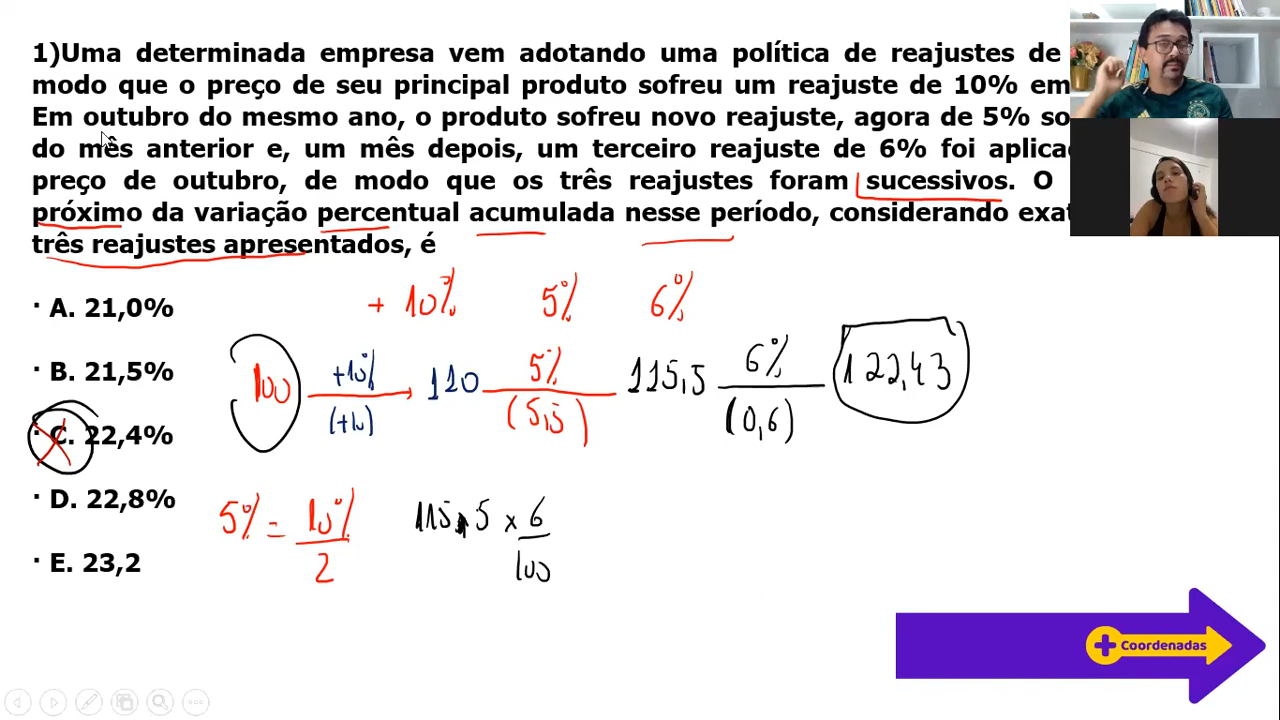 1)Uma determinada empresa vem adotando uma política de reajustes de
modo que o preço de seu principal produto sofreu um reajuste de 10% em
Em outubro do mesmo ano, o produto sofreu novo reajuste, agora de 5% so
do mês anterior e, um mês depois, um terceiro reajuste de 6% foi aplica
preço de outubro, de modo que os três reajustes foram sucessivos. O
próximo da variação percentual acumulada nesse período, considerando exat
três reajustes apresentados, é
+ 10% 5% 6%
· A. 21,0%
· B. 21,5%
100 +10% (+10) 110 5% (5,5) 115,5 6% (0,6) 122,43
· C. 22,4%
· D. 22,8%
5% = 10% 115,5 x 6
2 100
· E. 23,2
+ Coordenadas